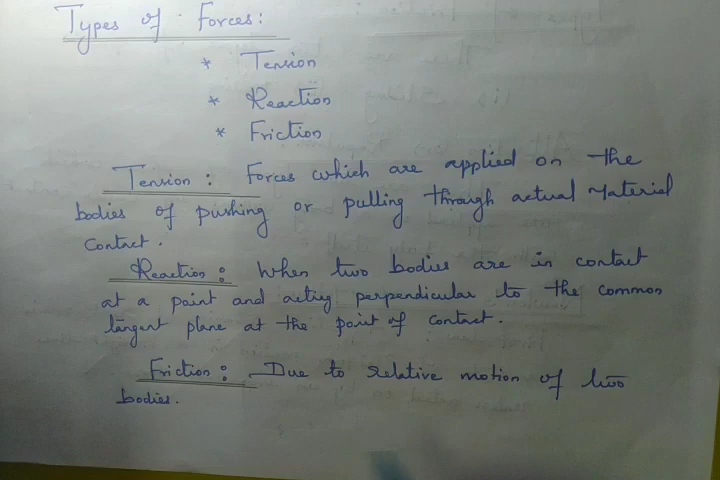 Types of Forces:
* Tension
* Reaction
* Friction
Tension: Forces which are applied on the
bodies of pushing or pulling through actual Material
Contact.
Reaction: When two bodies are in contact
at a point and actig perpendicular to the common
tangent plane at the point of contact.
Friction: Due to relative motion of two
bodies.